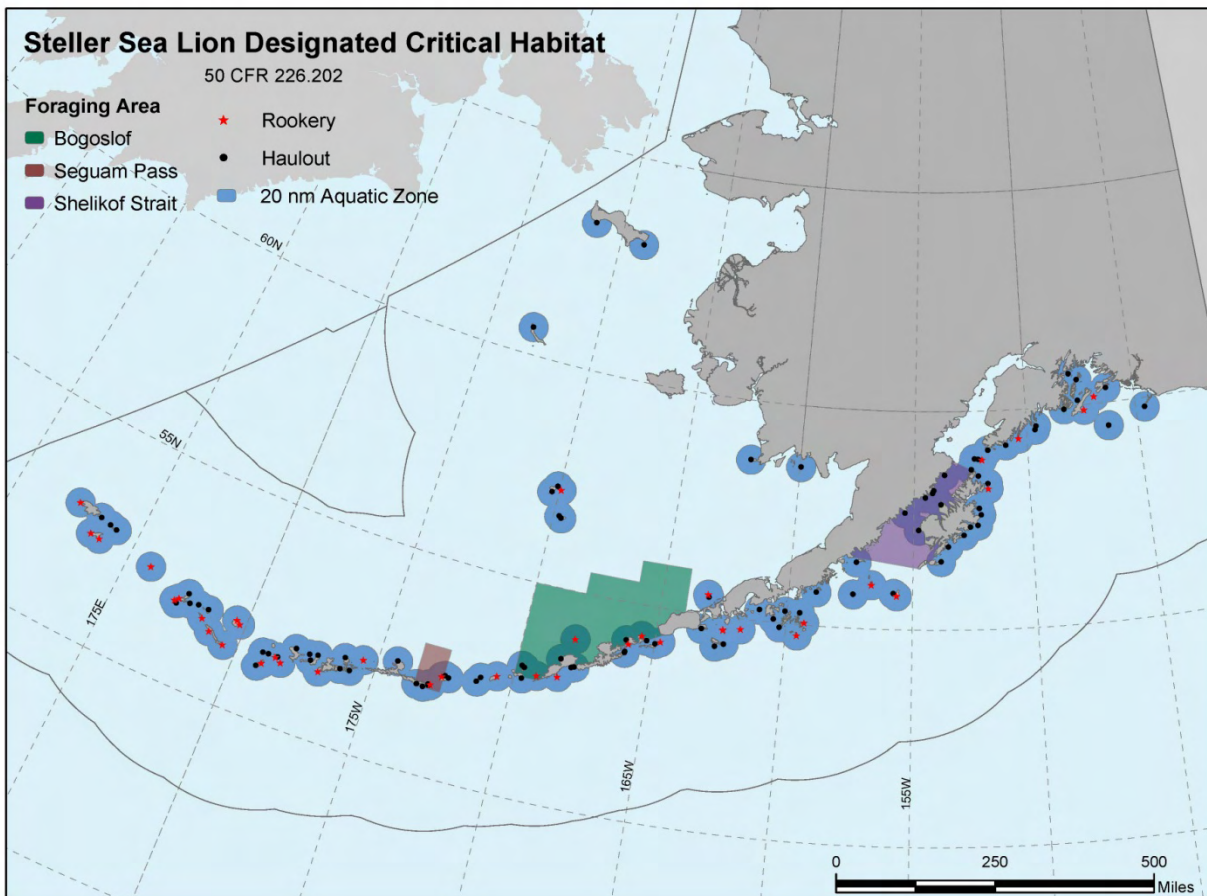 Steller Sea Lion Designated Critical Habitat
50 CFR 226.202
Foraging Area
Bogoslof
Seguam Pass
Shelikof Strait
Rookery
Haulout
20 nm Aquatic Zone
60N
55N
175E
175W
165W
155W
0 250 500
Miles